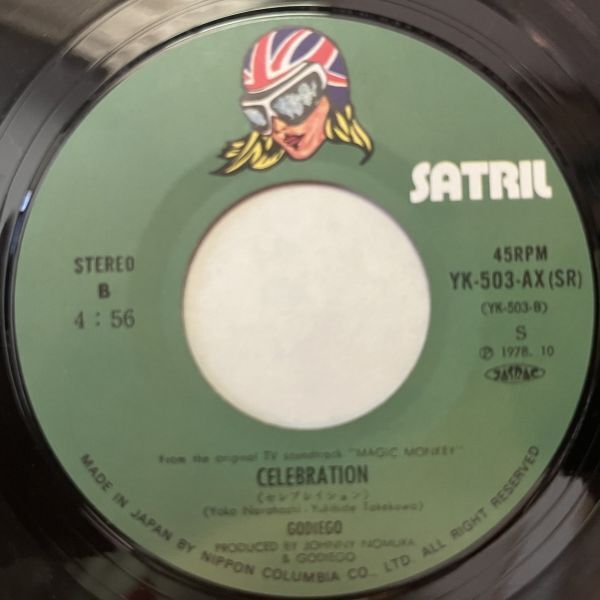 SATRIL
STEREO
B
4:56
45RPM
YK-503-AX(SR)
(YK-503-B)
S
Ⓟ 1978. 10
JASRAC
From the original TV soundtrack "MAGIC MONKEY"
CELEBRATION
(セレブレイション)
(Yoko Narahashi-Yukihide Takekawa)
GODIEGO
PRODUCED BY JOHNNY NOMURA
& GODIEGO
MADE IN JAPAN BY NIPPON COLUMBIA CO., LTD. ALL RIGHT RESERVED